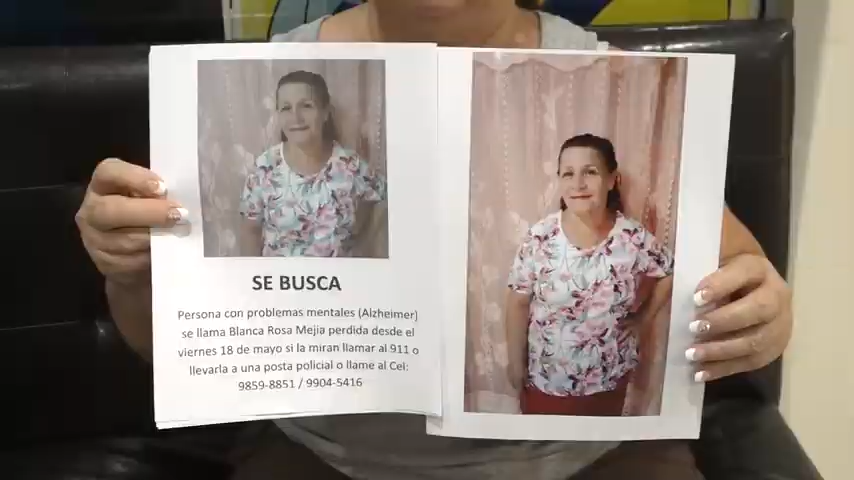 SE BUSCA
Persona con problemas mentales (Alzheimer)
se llama Blanca Rosa Mejia perdida desde el
viernes 18 de mayo si la miran llamar al 911 o
llevarla a una posta policial o llame al Cel:
9859-8851 / 9904-5416